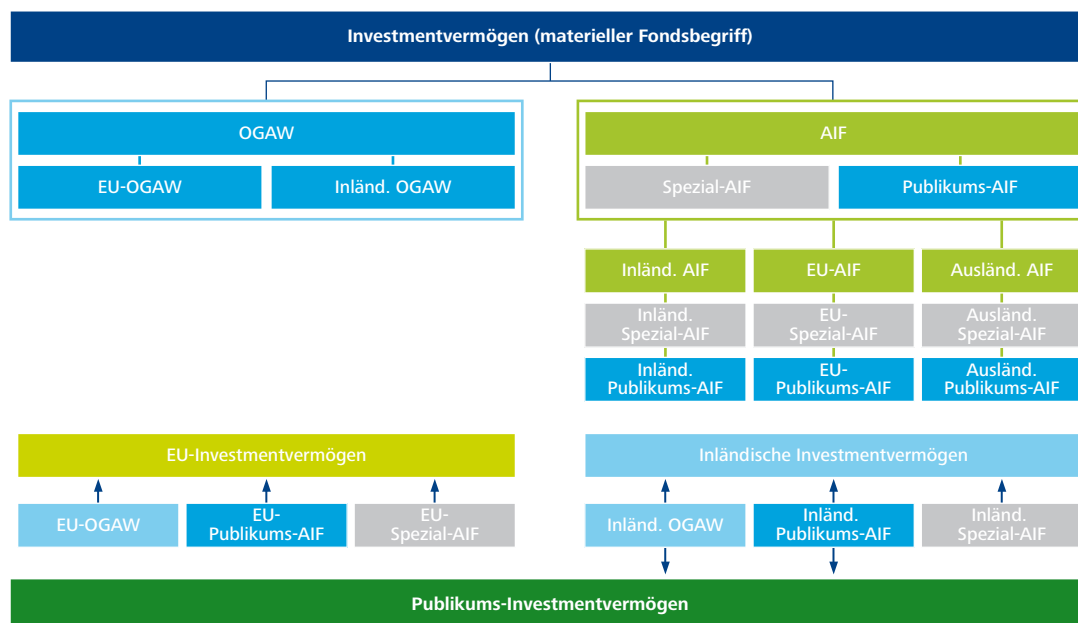 Investmentvermögen (materieller Fondsbegriff)
OGAW
EU-OGAW
Inländ. OGAW
AIF
Spezial-AIF
Publikums-AIF
Inländ. AIF
EU-AIF
Ausländ. AIF
Inländ.
Spezial-AIF
EU-
Spezial-AIF
Ausländ.
Spezial-AIF
Inländ.
Publikums-AIF
EU-
Publikums-AIF
Ausländ.
Publikums-AIF
EU-Investmentvermögen
EU-OGAW
EU-
Publikums-AIF
EU-
Spezial-AIF
Inländische Investmentvermögen
Inländ. OGAW
Inländ.
Publikums-AIF
Inländ.
Spezial-AIF
Publikums-Investmentvermögen